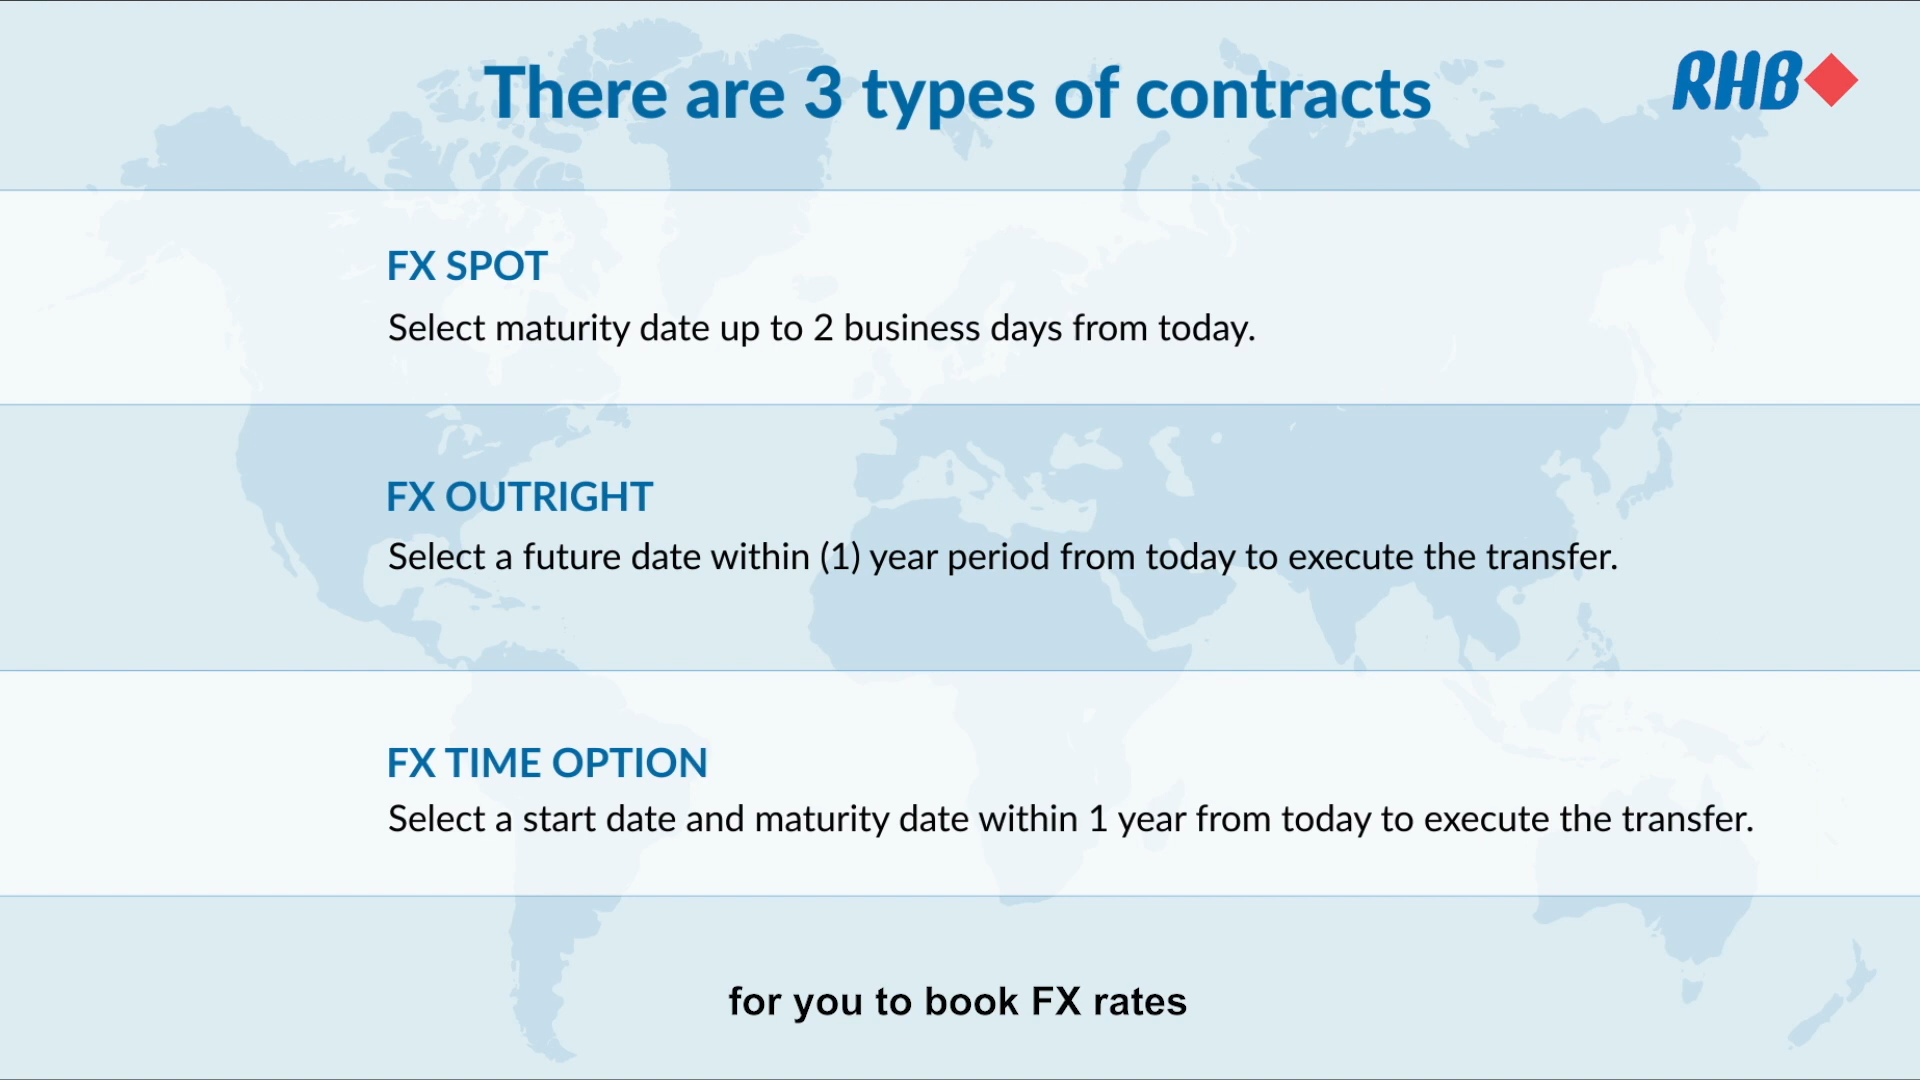 There are 3 types of contracts
RHB
FX SPOT
Select maturity date up to 2 business days from today.
FX OUTRIGHT
Select a future date within (1) year period from today to execute the transfer.
FX TIME OPTION
Select a start date and maturity date within 1 year from today to execute the transfer.
for you to book FX rates